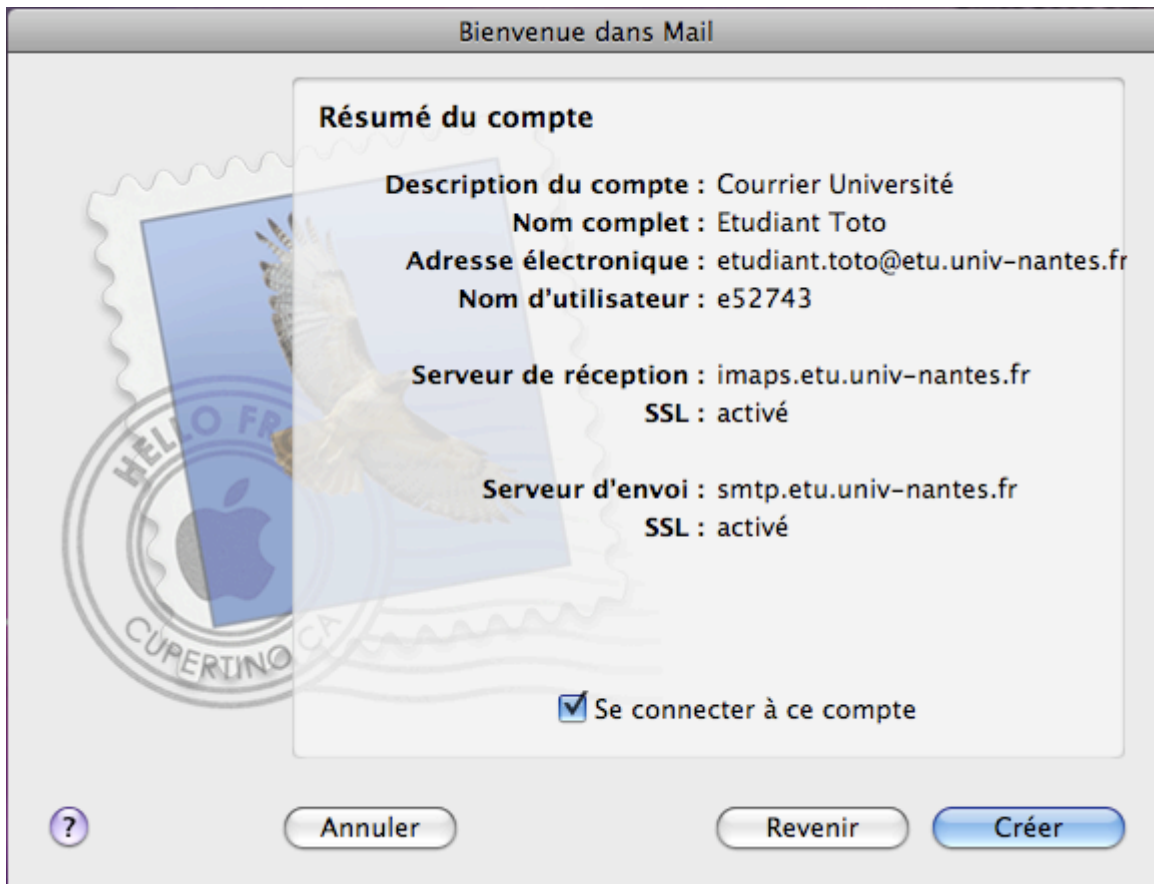 Bienvenue dans Mail
Résumé du compte
Description du compte : Courrier Université
Nom complet : Etudiant Toto
Adresse électronique : etudiant.toto@etu.univ-nantes.fr
Nom d'utilisateur : e52743
Serveur de réception : imaps.etu.univ-nantes.fr
SSL : activé
Serveur d'envoi : smtp.etu.univ-nantes.fr
SSL : activé
HELLO FR
CUPERTINO CA
Se connecter à ce compte
?
Annuler
Revenir
Créer